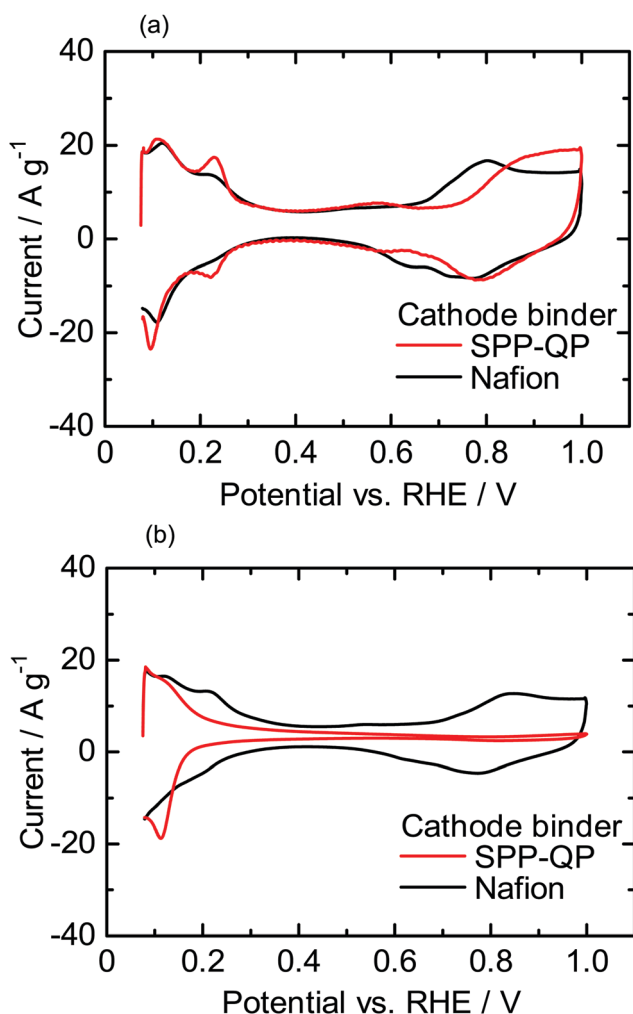 (a)
40
20
0
-20
-40
Current / A g⁻¹
Cathode binder
SPP-QP
Nafion
0 0.2 0.4 0.6 0.8 1.0
Potential vs. RHE / V
(b)
40
20
0
-20
-40
Current / A g⁻¹
Cathode binder
SPP-QP
Nafion
0 0.2 0.4 0.6 0.8 1.0
Potential vs. RHE / V